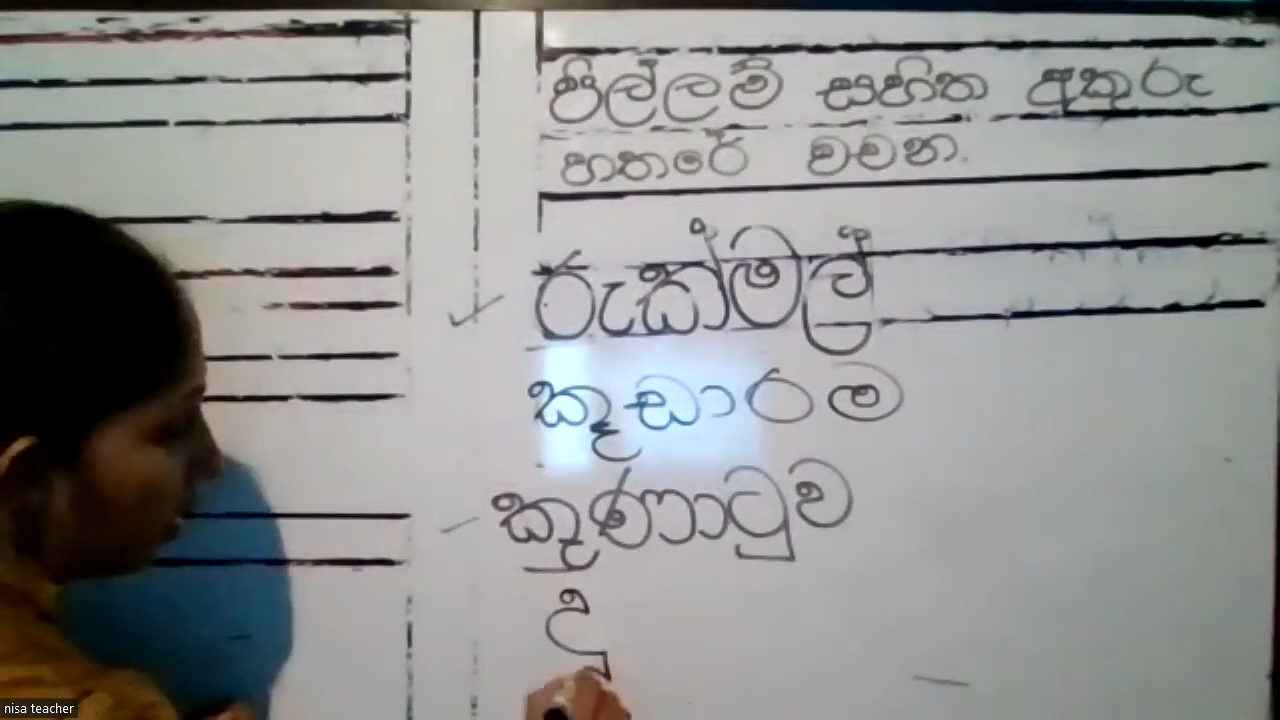 පිල්ලම් සහිත අකුරු
හතරේ වචන.
රුක්මල්
කූඩාරම
කූණාටුව
දු
nisa teacher